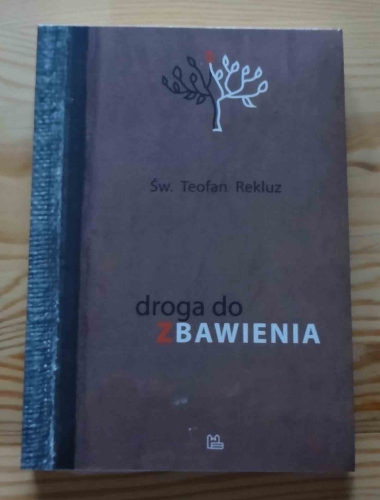 Św. Teofan Rekluz
droga do
ZBAWIENIA